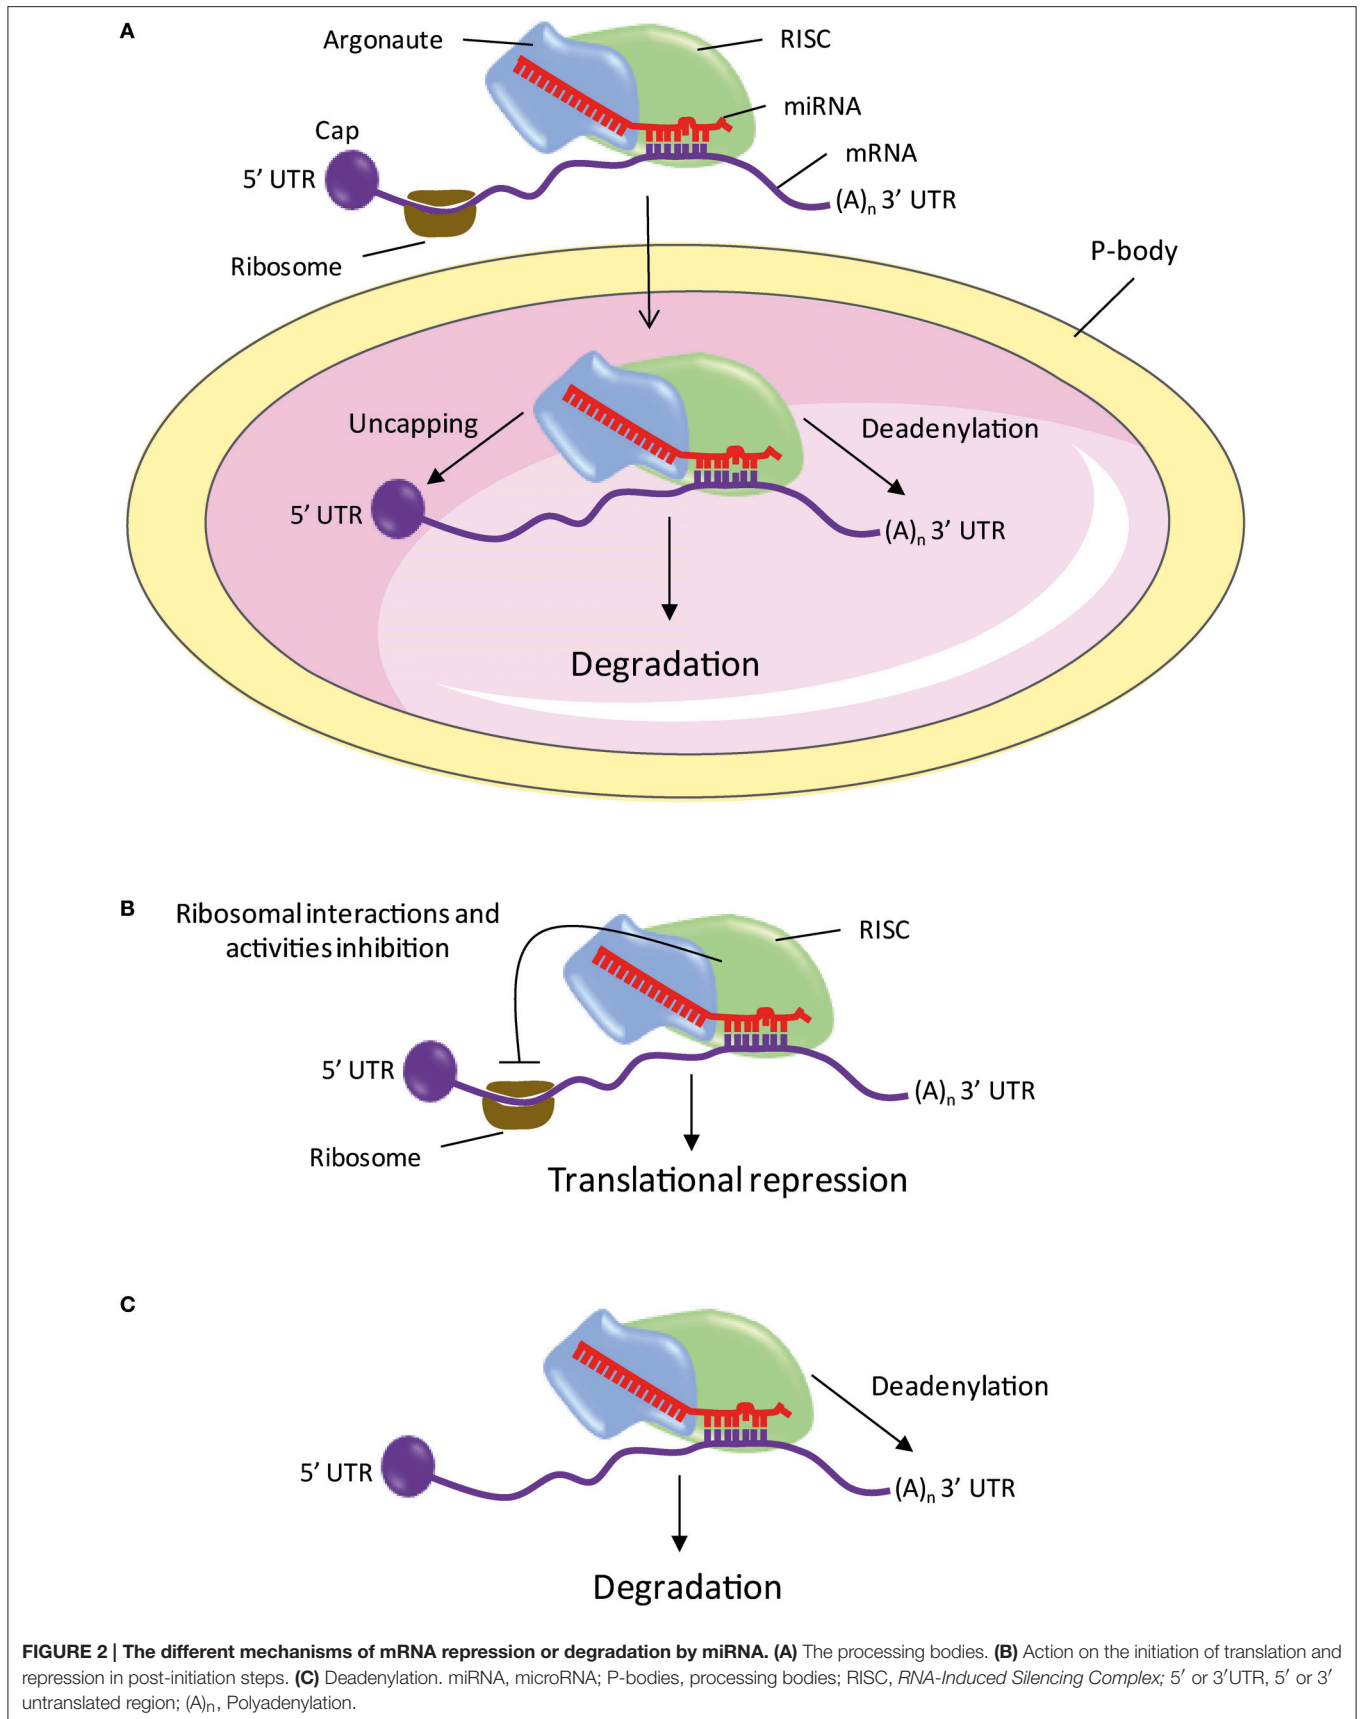 A
Argonaute
RISC
miRNA
mRNA
Cap
5′ UTR
(A)n 3′ UTR
Ribosome
P-body
Uncapping
Deadenylation
5′ UTR
(A)n 3′ UTR
Degradation
B
Ribosomal interactions and
activities inhibition
RISC
5′ UTR
(A)n 3′ UTR
Ribosome
Translational repression
C
Deadenylation
5′ UTR
(A)n 3′ UTR
Degradation
FIGURE 2 | The different mechanisms of mRNA repression or degradation by miRNA. (A) The processing bodies. (B) Action on the initiation of translation and
repression in post-initiation steps. (C) Deadenylation. miRNA, microRNA; P-bodies, processing bodies; RISC, RNA-Induced Silencing Complex; 5′ or 3′UTR, 5′ or 3′
untranslated region; (A)n, Polyadenylation.